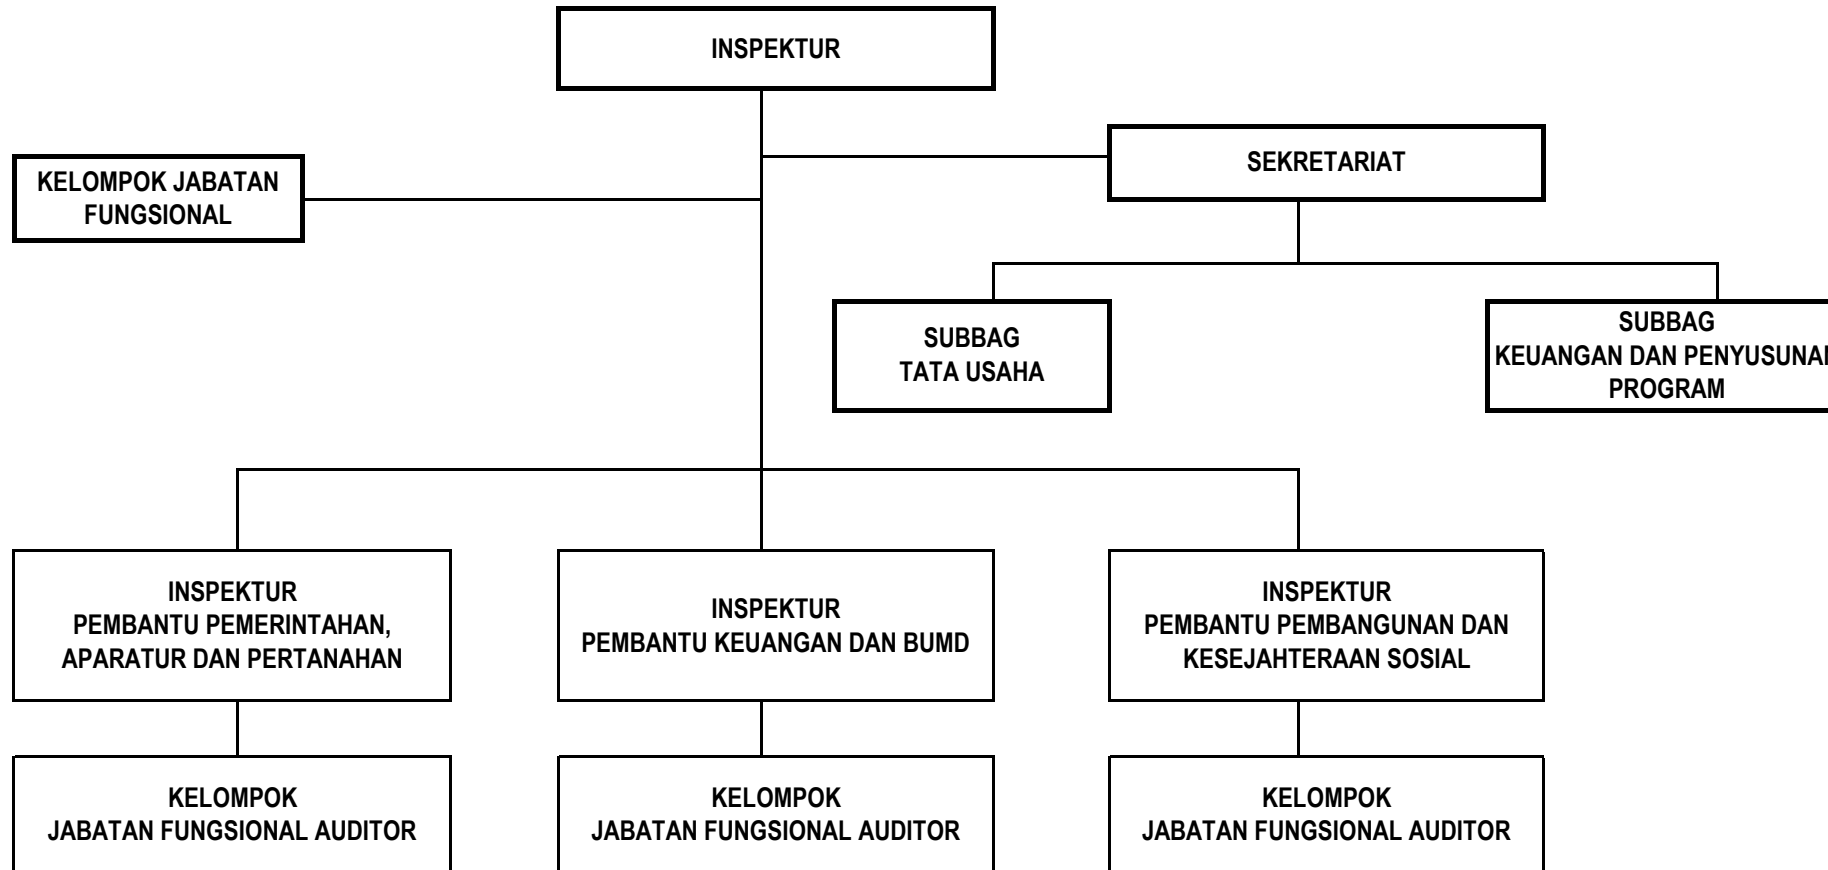 INSPEKTUR
SEKRETARIAT
KELOMPOK JABATAN
FUNGSIONAL
SUBBAG
TATA USAHA
SUBBAG
KEUANGAN DAN PENYUSUNAN
PROGRAM
INSPEKTUR
PEMBANTU PEMERINTAHAN,
APARATUR DAN PERTANAHAN
INSPEKTUR
PEMBANTU KEUANGAN DAN BUMD
INSPEKTUR
PEMBANTU PEMBANGUNAN DAN
KESEJAHTERAAN SOSIAL
KELOMPOK
JABATAN FUNGSIONAL AUDITOR
KELOMPOK
JABATAN FUNGSIONAL AUDITOR
KELOMPOK
JABATAN FUNGSIONAL AUDITOR